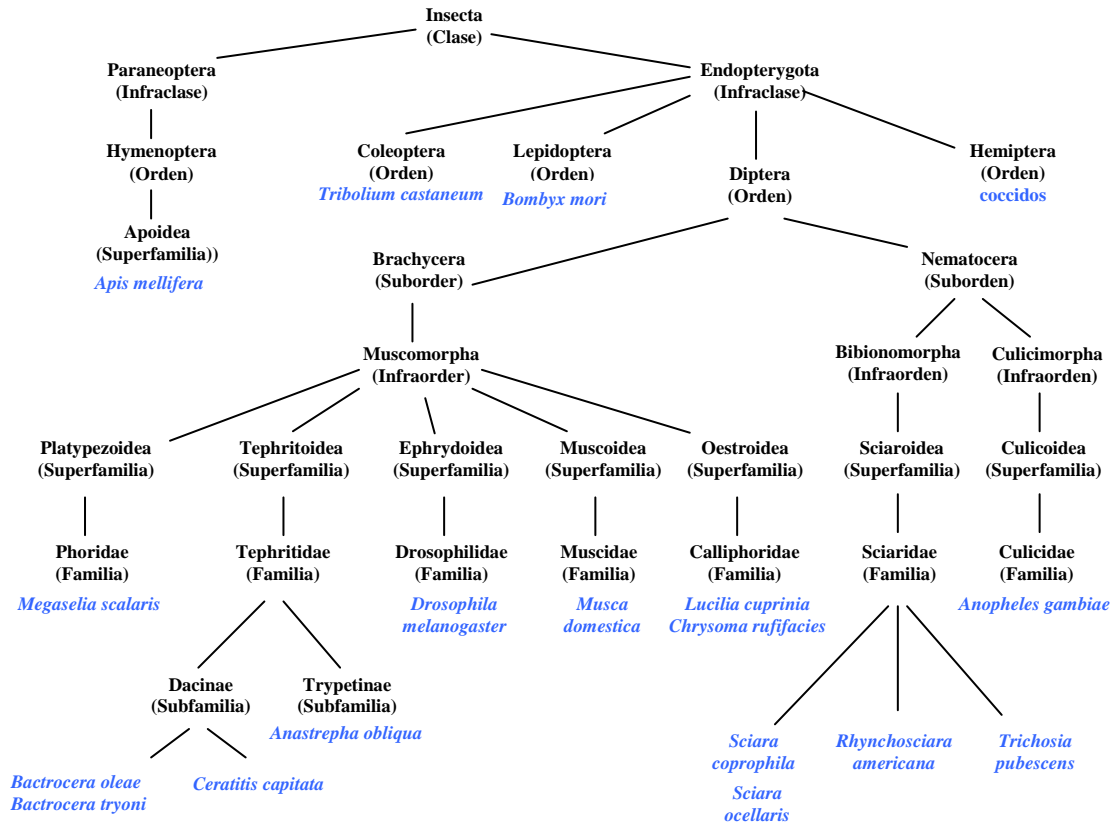 Insecta
(Clase)
Paraneoptera
(Infraclase)
Endopterygota
(Infraclase)
Hymenoptera
(Orden)
Coleoptera
(Orden)
Tribolium castaneum
Lepidoptera
(Orden)
Bombyx mori
Diptera
(Orden)
Hemiptera
(Orden)
coccidos
Apoidea
(Superfamilia))
Apis mellifera
Brachycera
(Suborder)
Nematocera
(Suborden)
Muscomorpha
(Infraorder)
Bibionomorpha
(Infraorden)
Culicimorpha
(Infraorden)
Platypezoidea
(Superfamilia)
Tephritoidea
(Superfamilia)
Ephrydoidea
(Superfamilia)
Muscoidea
(Superfamilia)
Oestroidea
(Superfamilia)
Sciaroidea
(Superfamilia)
Culicoidea
(Superfamilia)
Phoridae
(Familia)
Megaselia scalaris
Tephritidae
(Familia)
Drosophilidae
(Familia)
Drosophila
melanogaster
Muscidae
(Familia)
Musca
domestica
Calliphoridae
(Familia)
Lucilia cuprinia
Chrysoma rufifacies
Sciaridae
(Familia)
Culicidae
(Familia)
Anopheles gambiae
Dacinae
(Subfamilia)
Trypetinae
(Subfamilia)
Anastrepha obliqua
Bactrocera oleae
Bactrocera tryoni
Ceratitis capitata
Sciara
coprophila
Sciara
ocellaris
Rhynchosciara
americana
Trichosia
pubescens